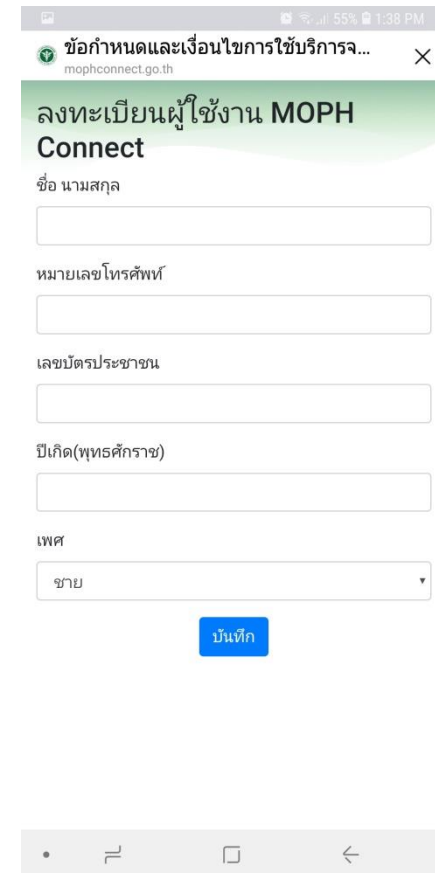 55% 1:38 PM
ข้อกำหนดและเงื่อนไขการใช้บริการจ...
mophconnect.go.th
ลงทะเบียนผู้ใช้งาน MOPH
Connect
ชื่อ นามสกุล
หมายเลขโทรศัพท์
เลขบัตรประชาชน
ปีเกิด(พุทธศักราช)
เพศ
ชาย
บันทึก